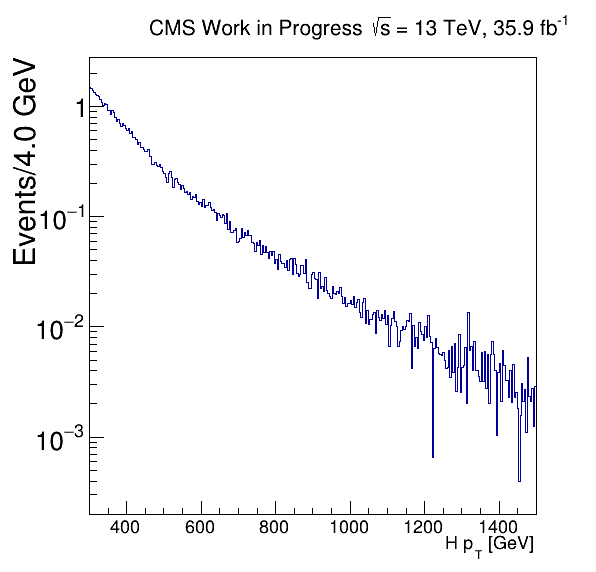 CMS Work in Progress √s = 13 TeV, 35.9 fb⁻¹
Events/4.0 GeV
1
10⁻¹
10⁻²
10⁻³
400 600 800 1000 1200 1400
H p_T [GeV]